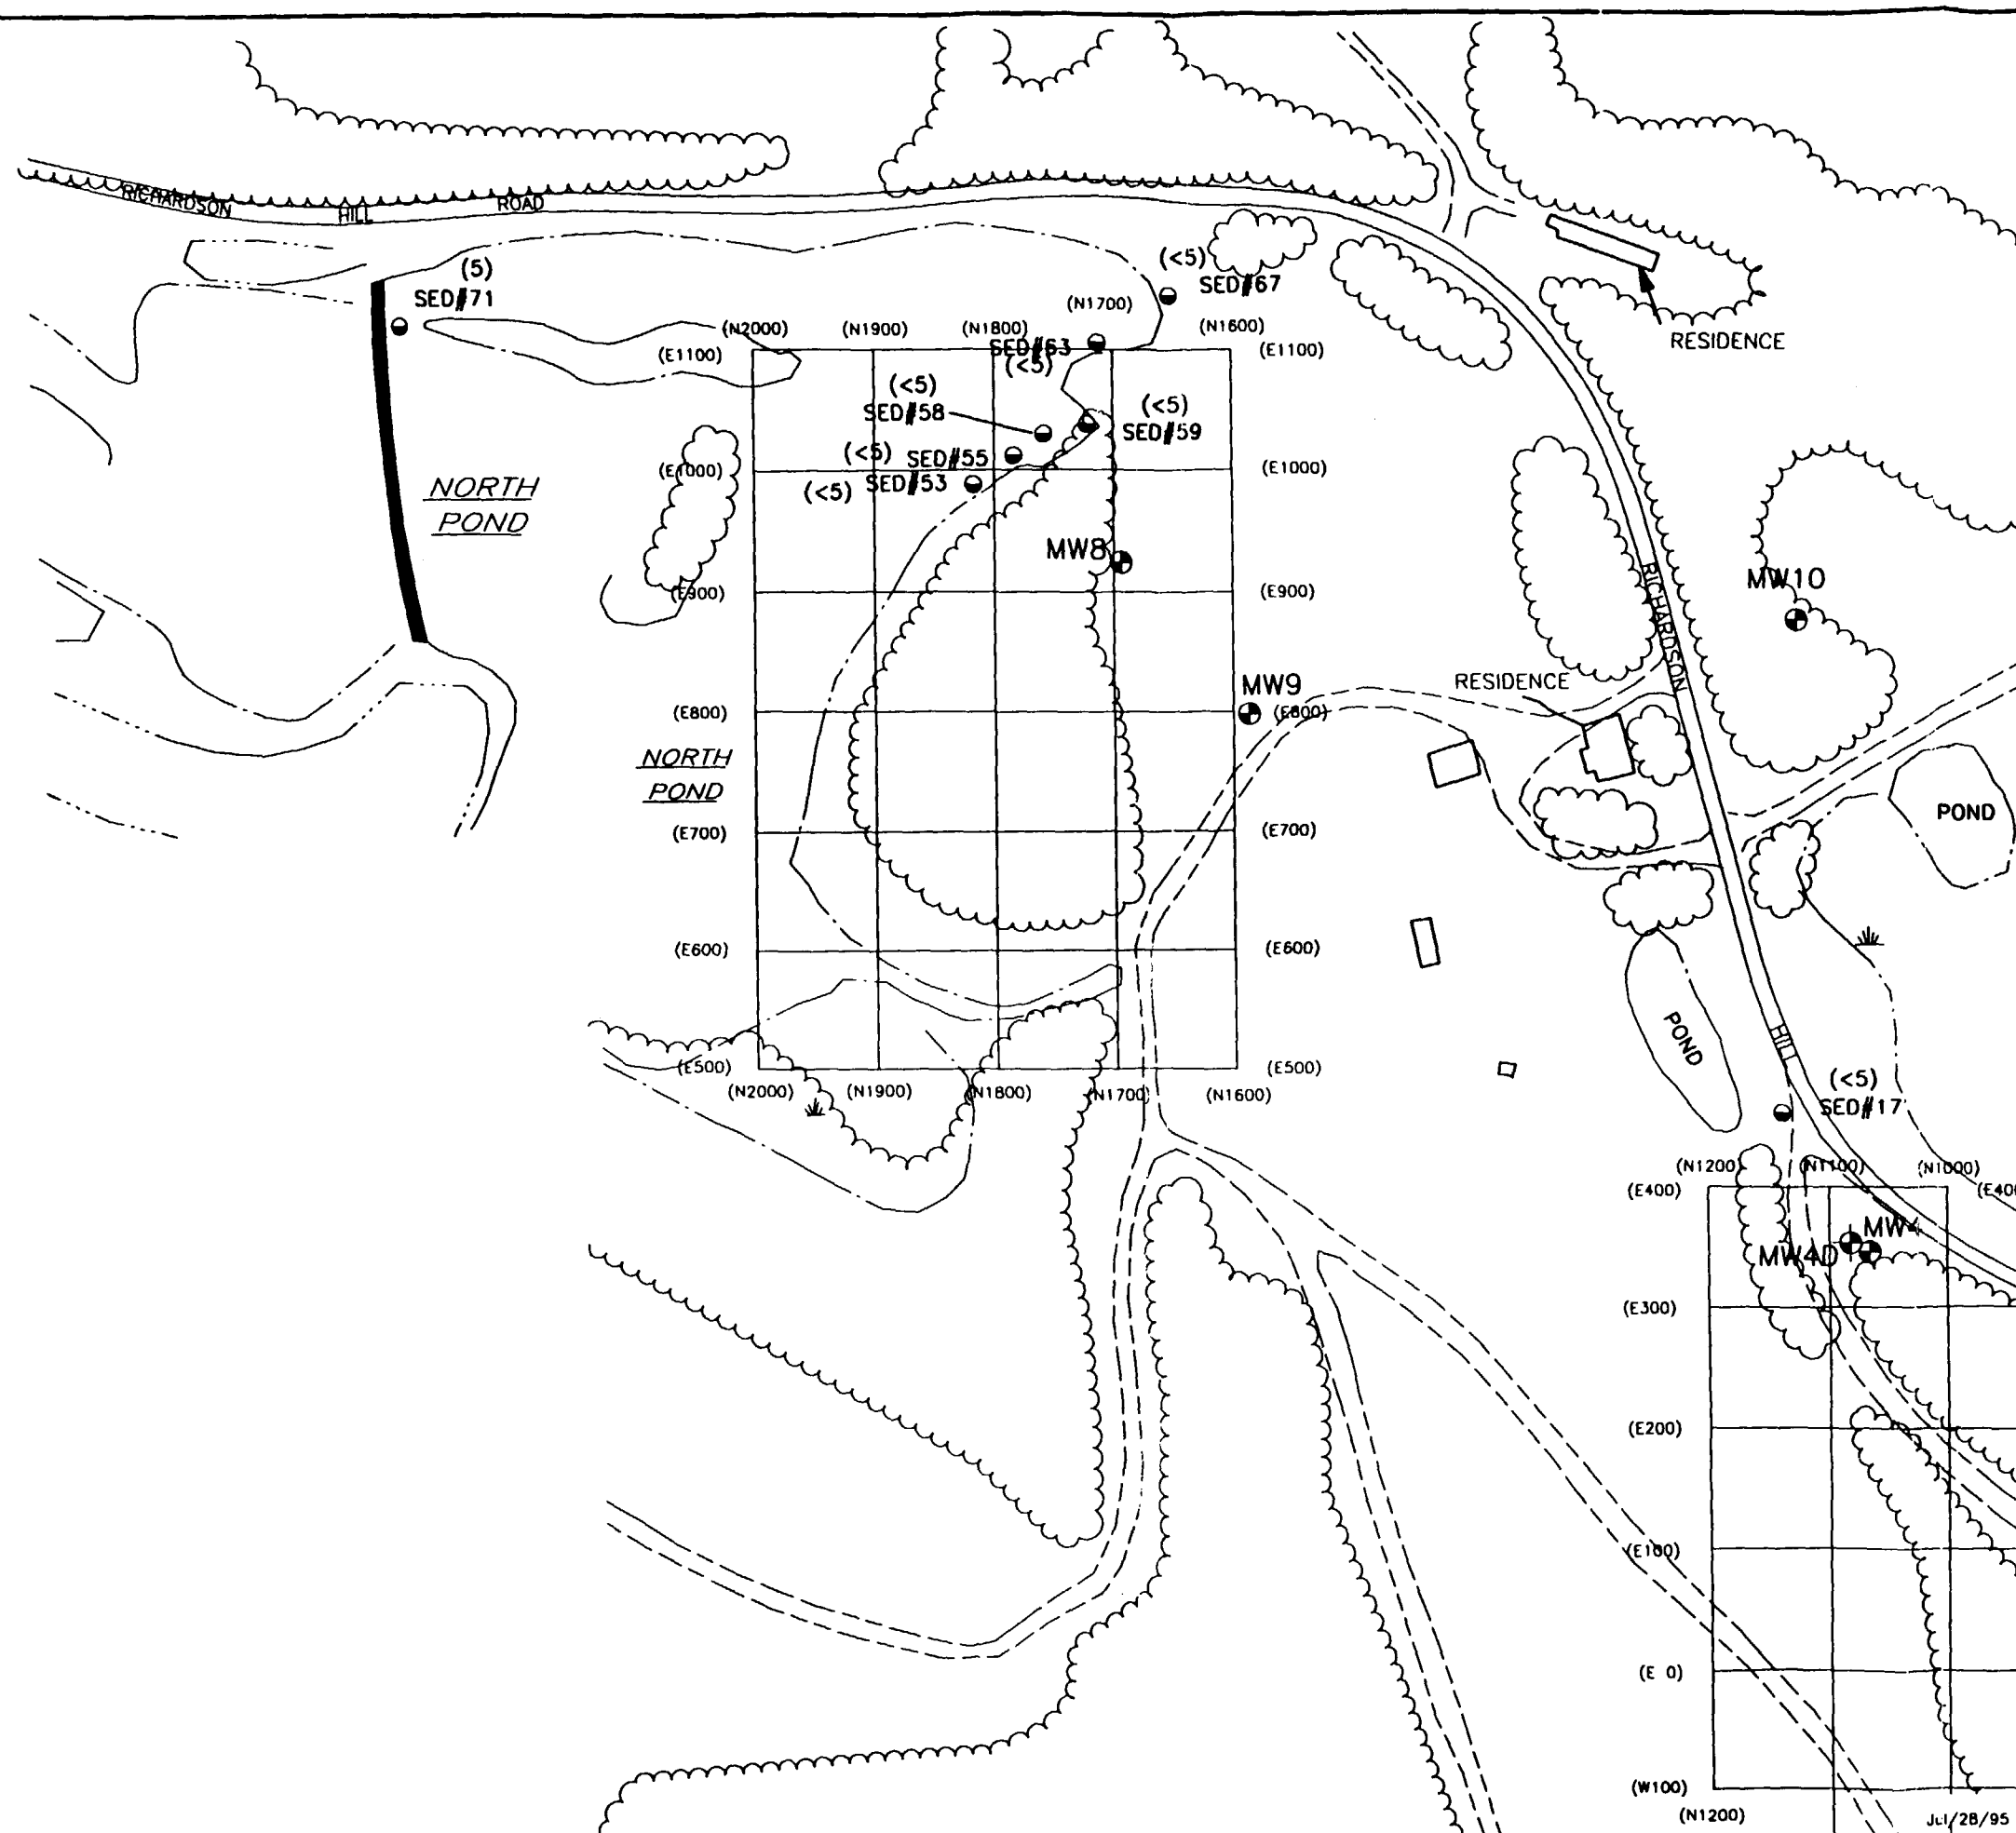 RICHARDSON HILL ROAD
(5)
SED#71
(<5)
SED#67
(N2000) (N1900) (N1800) (N1700) (N1600)
RESIDENCE
(E1100) SED#63 (E1100)
(<5)
(<5)
SED#58
(<5)
SED#59
(<5) SED#55
(E1000) (E1000)
(<5) SED#53
NORTH
POND
MW8
(E900) (E900)
MW10
RICHARDSON
RESIDENCE
MW9
(E800) (E800)
NORTH
POND
POND
(E700) (E700)
(E600) (E600)
POND
HILL
(E500) (E500)
(N2000) (N1900) (N1800) (N1700) (N1600)
(<5)
SED#17
(N1200) (N1100) (N1000)
(E400) (E400
MW4
MW4D
(E300)
(E200)
(E100)
(E 0)
(W100)
(N1200)
Jul/28/95